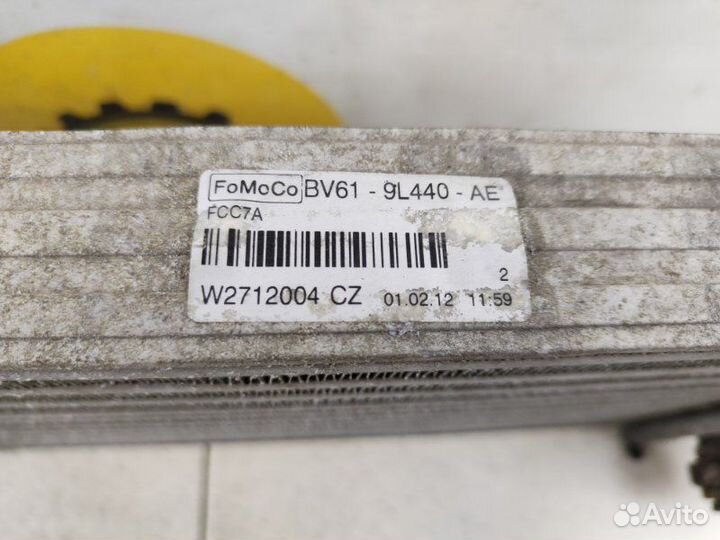 FoMoCo BV61 - 9L440 - AE
FCC7A
2
W2712004 CZ 01.02.12 11:59
Avito